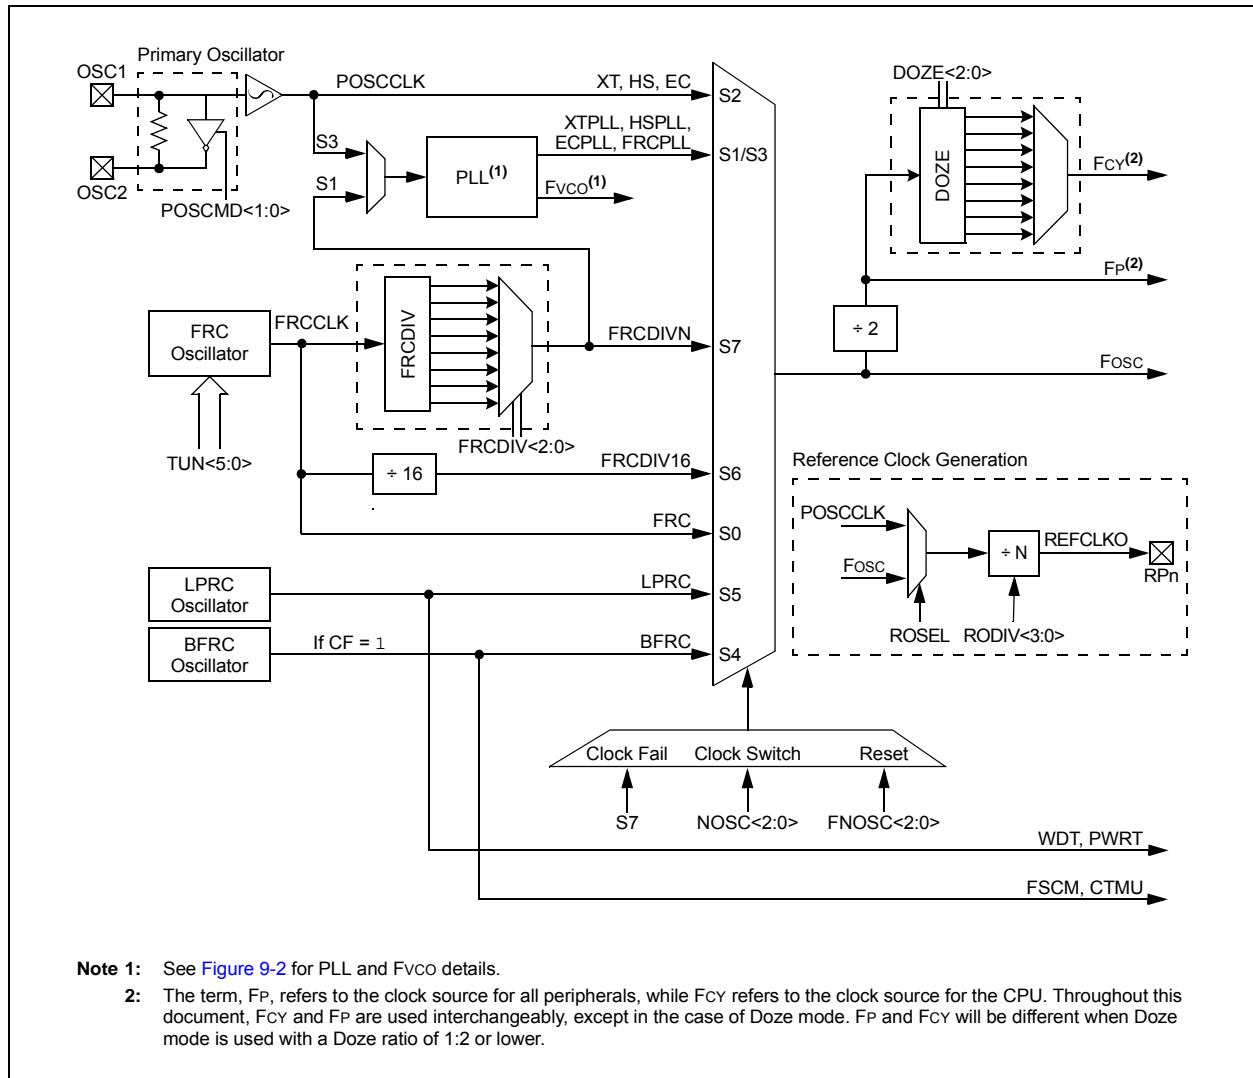 Primary Oscillator
OSC1
OSC2
POSCMD<1:0>
POSCCLK
XT, HS, EC
S2
S3
S1
PLL(1)
XTPLL, HSPLL,
ECPLL, FRCPLL
S1/S3
FVCO(1)
FRC
Oscillator
TUN<5:0>
FRCCLK
FRCDIV
FRCDIV<2:0>
FRCDIVN
S7
÷ 16
FRCDIV16
S6
FRC
S0
LPRC
Oscillator
LPRC
S5
BFRC
Oscillator
If CF = 1
BFRC
S4
DOZE<2:0>
DOZE
FCY(2)
FP(2)
÷ 2
FOSC
Reference Clock Generation
POSCCLK
FOSC
ROSEL
÷ N
RODIV<3:0>
REFCLKO
RPn
Clock Fail Clock Switch Reset
S7 NOSC<2:0> FNOSC<2:0>
WDT, PWRT
FSCM, CTMU
Note 1: See Figure 9-2 for PLL and FVCO details.
2: The term, FP, refers to the clock source for all peripherals, while FCY refers to the clock source for the CPU. Throughout this
document, FCY and FP are used interchangeably, except in the case of Doze mode. FP and FCY will be different when Doze
mode is used with a Doze ratio of 1:2 or lower.